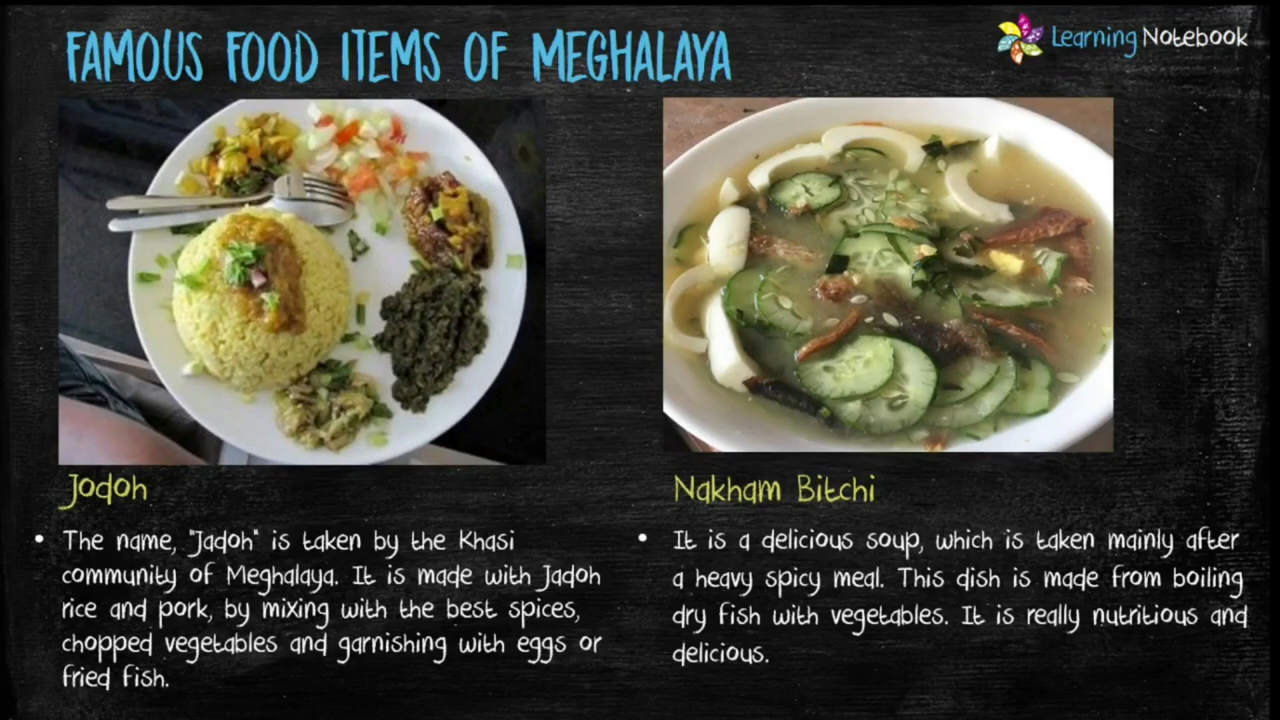 FAMOUS FOOD ITEMS OF MEGHALAYA
Learning Notebook
Jodoh
• The name, "Jadoh" is taken by the Khasi
community of Meghalaya. It is made with Jadoh
rice and pork, by mixing with the best spices,
chopped vegetables and garnishing with eggs or
fried fish.
Nakham Bitchi
• It is a delicious soup, which is taken mainly after
a heavy spicy meal. This dish is made from boiling
dry fish with vegetables. It is really nutritious and
delicious.